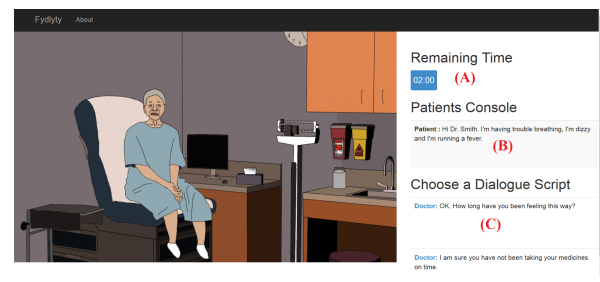 Fydlyty About
Remaining Time
02:00 (A)
Patients Console
Patient : Hi Dr. Smith. I'm having trouble breathing, I'm dizzy
and I'm running a fever.
(B)
Choose a Dialogue Script
Doctor: OK. How long have you been feeling this way?
(C)
Doctor: I am sure you have not been taking your medicines
on time.